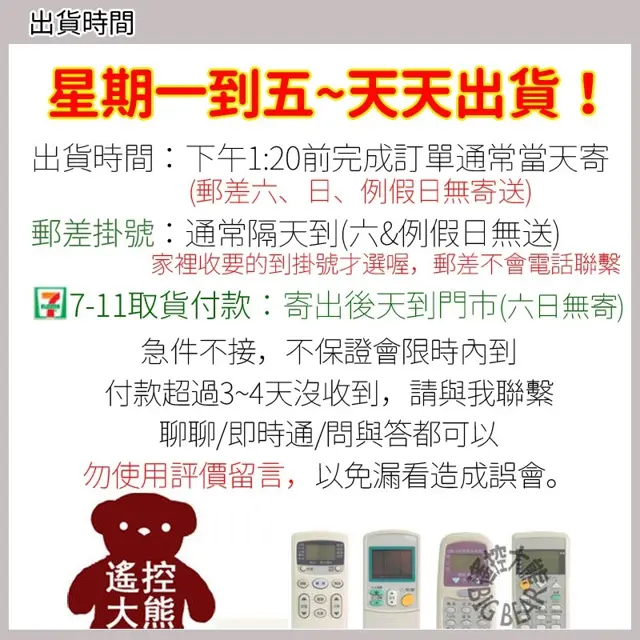 出貨時間
星期一到五~天天出貨！
出貨時間：下午1:20前完成訂單通常當天寄
(郵差六、日、例假日無寄送)
郵差掛號：通常隔天到(六&例假日無送)
家裡收要的到掛號才選喔，郵差不會電話聯繫
7-11取貨付款：寄出後天到門市(六日無寄)
急件不接，不保證會限時內到
付款超過3~4天沒收到，請與我聯繫
聊聊/即時通/問與答都可以
勿使用評價留言，以免漏看造成誤會。
遙控
大熊
遙控大熊
BIG BEAR